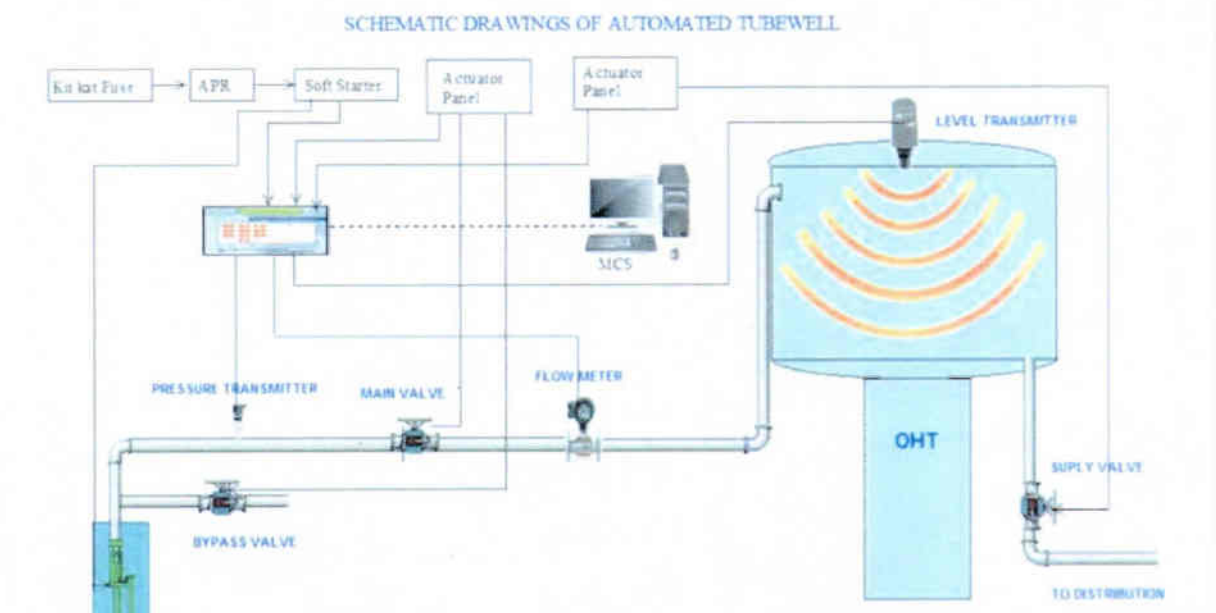 SCHEMATIC DRAWINGS OF AUTOMATED TUBEWELL
Kit kat Fuse
APR
Soft Starter
Actuator
Panel
Actuator
Panel
LEVEL TRANSMITTER
PRESSURE TRANSMITTER
MAIN VALVE
FLOW METER
OHT
SUPLY VALVE
BYPASS VALVE
TO DISTRIBUTION